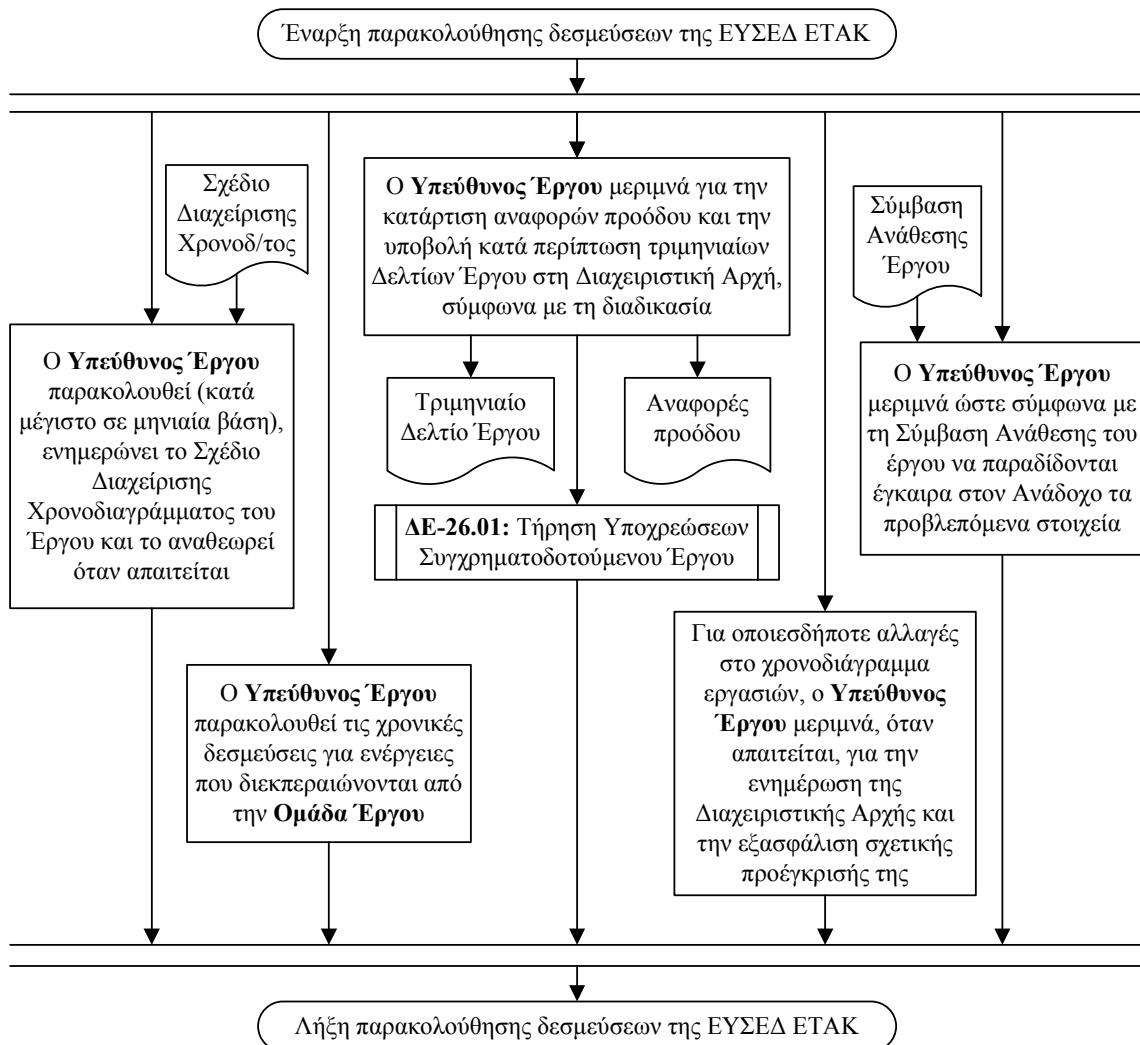 Έναρξη παρακολούθησης δεσμεύσεων της ΕΥΣΕΔ ΕΤΑΚ
Σχέδιο
Διαχείρισης
Χρονοδ/τος
Ο Υπεύθυνος Έργου
παρακολουθεί (κατά
μέγιστο σε μηνιαία βάση),
ενημερώνει το Σχέδιο
Διαχείρισης
Χρονοδιαγράμματος του
Έργου και το αναθεωρεί
όταν απαιτείται
Ο Υπεύθυνος Έργου
παρακολουθεί τις χρονικές
δεσμεύσεις για ενέργειες
που διεκπεραιώνονται από
την Ομάδα Έργου
Ο Υπεύθυνος Έργου μεριμνά για την
κατάρτιση αναφορών προόδου και την
υποβολή κατά περίπτωση τριμηνιαίων
Δελτίων Έργου στη Διαχειριστική Αρχή,
σύμφωνα με τη διαδικασία
Τριμηνιαίο
Δελτίο Έργου
Αναφορές
προόδου
ΔΕ-26.01: Τήρηση Υποχρεώσεων
Συγχρηματοδοτούμενου Έργου
Για οποιεσδήποτε αλλαγές
στο χρονοδιάγραμμα
εργασιών, ο Υπεύθυνος
Έργου μεριμνά, όταν
απαιτείται, για την
ενημέρωση της
Διαχειριστικής Αρχής και
την εξασφάλιση σχετικής
προέγκρισής της
Σύμβαση
Ανάθεσης
Έργου
Ο Υπεύθυνος Έργου
μεριμνά ώστε σύμφωνα με
τη Σύμβαση Ανάθεσης του
έργου να παραδίδονται
έγκαιρα στον Ανάδοχο τα
προβλεπόμενα στοιχεία
Λήξη παρακολούθησης δεσμεύσεων της ΕΥΣΕΔ ΕΤΑΚ